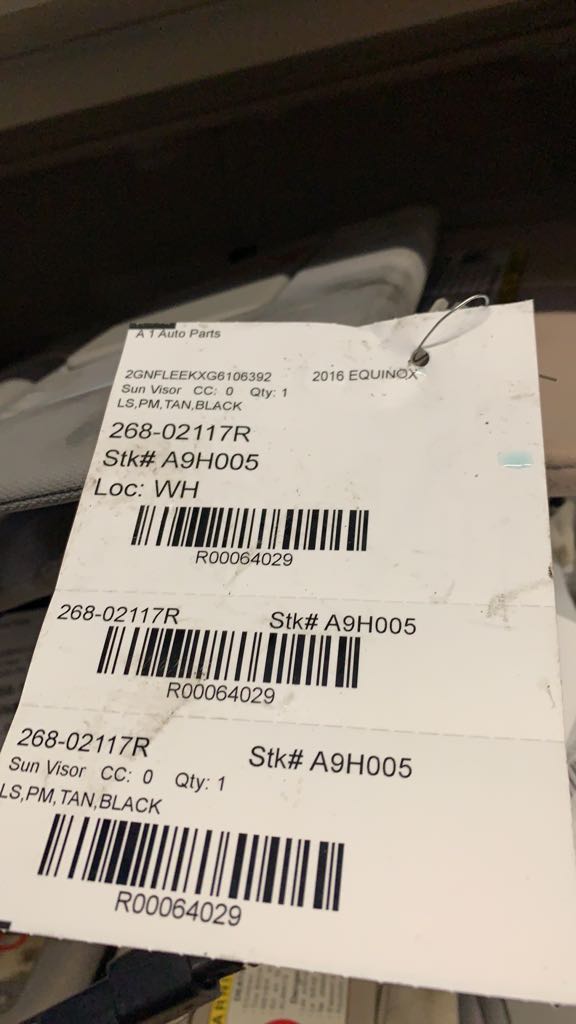 A 1 Auto Parts
2GNFLEEKXG6106392 2016 EQUINOX
Sun Visor CC: 0 Qty: 1
LS,PM,TAN,BLACK
268-02117R
Stk# A9H005
Loc: WH
R00064029
268-02117R Stk# A9H005
R00064029
268-02117R Stk# A9H005
Sun Visor CC: 0 Qty: 1
LS,PM,TAN,BLACK
R00064029